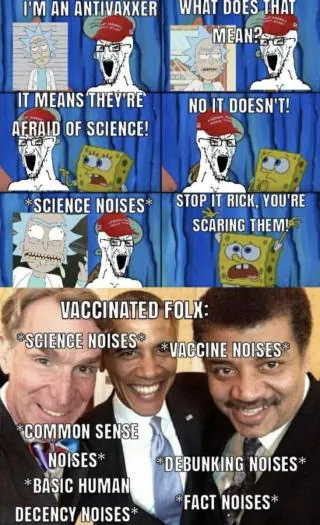 I'M AN ANTIVAXXER
WHAT DOES THAT
MEAN?
IT MEANS THEY'RE
AFRAID OF SCIENCE!
NO IT DOESN'T!
*SCIENCE NOISES*
STOP IT RICK, YOU'RE
SCARING THEM!
VACCINATED FOLX:
*SCIENCE NOISES*
*VACCINE NOISES*
*COMMON SENSE
NOISES*
*BASIC HUMAN
DECENCY NOISES*
*DEBUNKING NOISES*
*FACT NOISES*